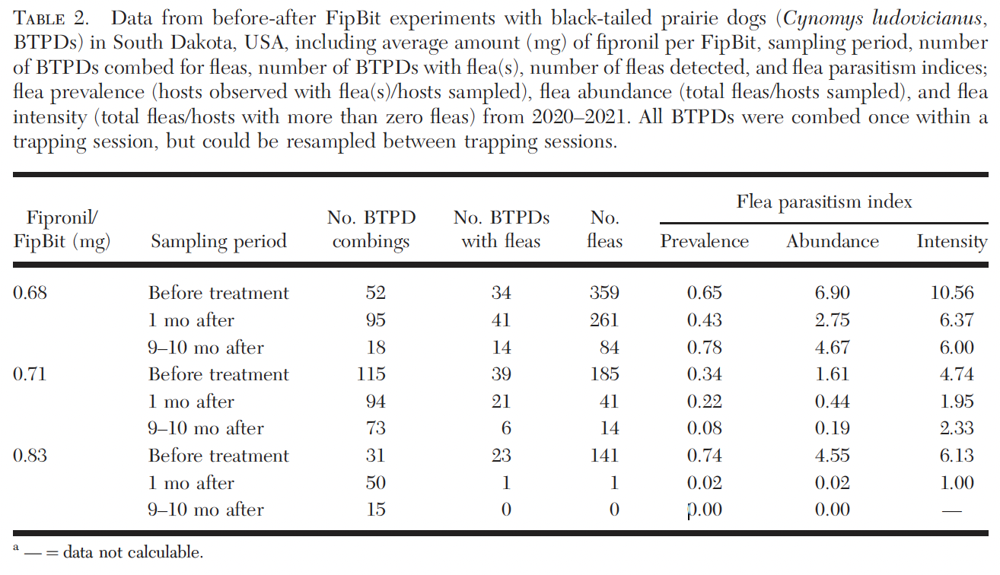 TABLE 2. Data from before-after FipBit experiments with black-tailed prairie dogs (Cynomys ludovicianus,
BTPDs) in South Dakota, USA, including average amount (mg) of fipronil per FipBit, sampling period, number
of BTPDs combed for fleas, number of BTPDs with flea(s), number of fleas detected, and flea parasitism indices;
flea prevalence (hosts observed with flea(s)/hosts sampled), flea abundance (total fleas/hosts sampled), and flea
intensity (total fleas/hosts with more than zero fleas) from 2020–2021. All BTPDs were combed once within a
trapping session, but could be resampled between trapping sessions.
Flea parasitism index
Fipronil/ No. BTPD No. BTPDs No.
FipBit (mg) Sampling period combings with fleas fleas Prevalence Abundance Intensity
0.68 Before treatment 52 34 359 0.65 6.90 10.56
1 mo after 95 41 261 0.43 2.75 6.37
9–10 mo after 18 14 84 0.78 4.67 6.00
0.71 Before treatment 115 39 185 0.34 1.61 4.74
1 mo after 94 21 41 0.22 0.44 1.95
9–10 mo after 73 6 14 0.08 0.19 2.33
0.83 Before treatment 31 23 141 0.74 4.55 6.13
1 mo after 50 1 1 0.02 0.02 1.00
9–10 mo after 15 0 0 0.00 0.00 —
a — = data not calculable.